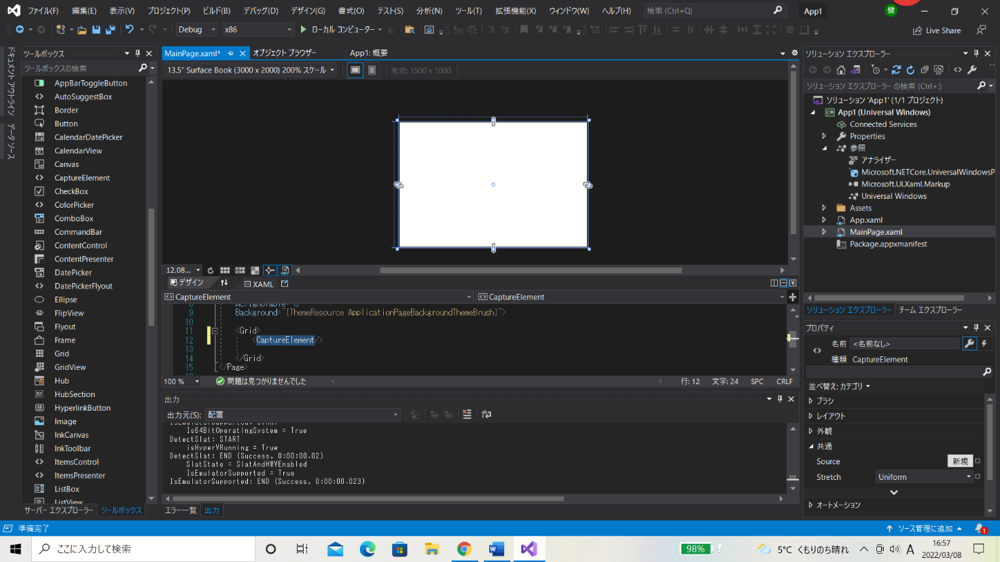 ファイル(F) 編集(E) 表示(V) プロジェクト(P) ビルド(B) デバッグ(D) デザイン(G) 書式(O) テスト(S) 分析(N) ツール(T) 拡張機能(X) ウィンドウ(W) ヘルプ(H) 検索 (Ctrl+Q) App1 健
Debug x86 ローカル コンピューター Live Share
ドキュメント アウトライン
データ ソース
ツールボックス
ツールボックスの検索
AppBarToggleButton
AutoSuggestBox
Border
Button
CalendarDatePicker
CalendarView
Canvas
CaptureElement
CheckBox
ColorPicker
ComboBox
CommandBar
ContentControl
ContentPresenter
DatePicker
DatePickerFlyout
Ellipse
FlipView
Flyout
Frame
Grid
GridView
Hub
HubSection
HyperlinkButton
Image
InkCanvas
InkToolbar
ItemsControl
ItemsPresenter
ListBox
ListView
サーバー エクスプローラー ツールボックス
MainPage.xaml* オブジェクト ブラウザー App1: 概要
13.5" Surface Book (3000 x 2000) 200% スケール 有効: 1500 x 1000
12.08...
デザイン XAML
CaptureElement CaptureElement
8 mc:Ignorable="d"
9 Background="{ThemeResource ApplicationPageBackgroundThemeBrush}">
10
11 <Grid>
12 <CaptureElement/>
13
14 </Grid>
15 </Page>
100 % 問題は見つかりませんでした 行: 12 文字: 24 SPC CRLF
出力
出力元(S): 配置
IsEmulatorSupported: START
Is64BitOperatingSystem = True
DetectSlat: START
isHyperVRunning = True
DetectSlat: END (Success, 0:00:00.02)
SlatState = SlatAndHVYEnabled
IsEmulatorSupported = True
IsEmulatorSupported: END (Success, 0:00:00.023)
エラー一覧 出力
ソリューション エクスプローラー
ソリューション エクスプローラー の検索 (Ctrl+;)
ソリューション 'App1' (1/1 プロジェクト)
App1 (Universal Windows)
Connected Services
Properties
参照
アナライザー
Microsoft.NETCore.UniversalWindowsP
Microsoft.UI.Xaml.Markup
Universal Windows
Assets
App.xaml
MainPage.xaml
Package.appxmanifest
ソリューション エクスプローラー チーム エクスプローラー
プロパティ
名前 <名前なし>
種類 CaptureElement
並べ替え: カテゴリ
ブラシ
レイアウト
外観
共通
Source 新規
Stretch Uniform
オートメーション
準備完了 ソース管理に追加 1
ここに入力して検索 98% 5°C くもりのち晴れ A 16:57
2022/03/08